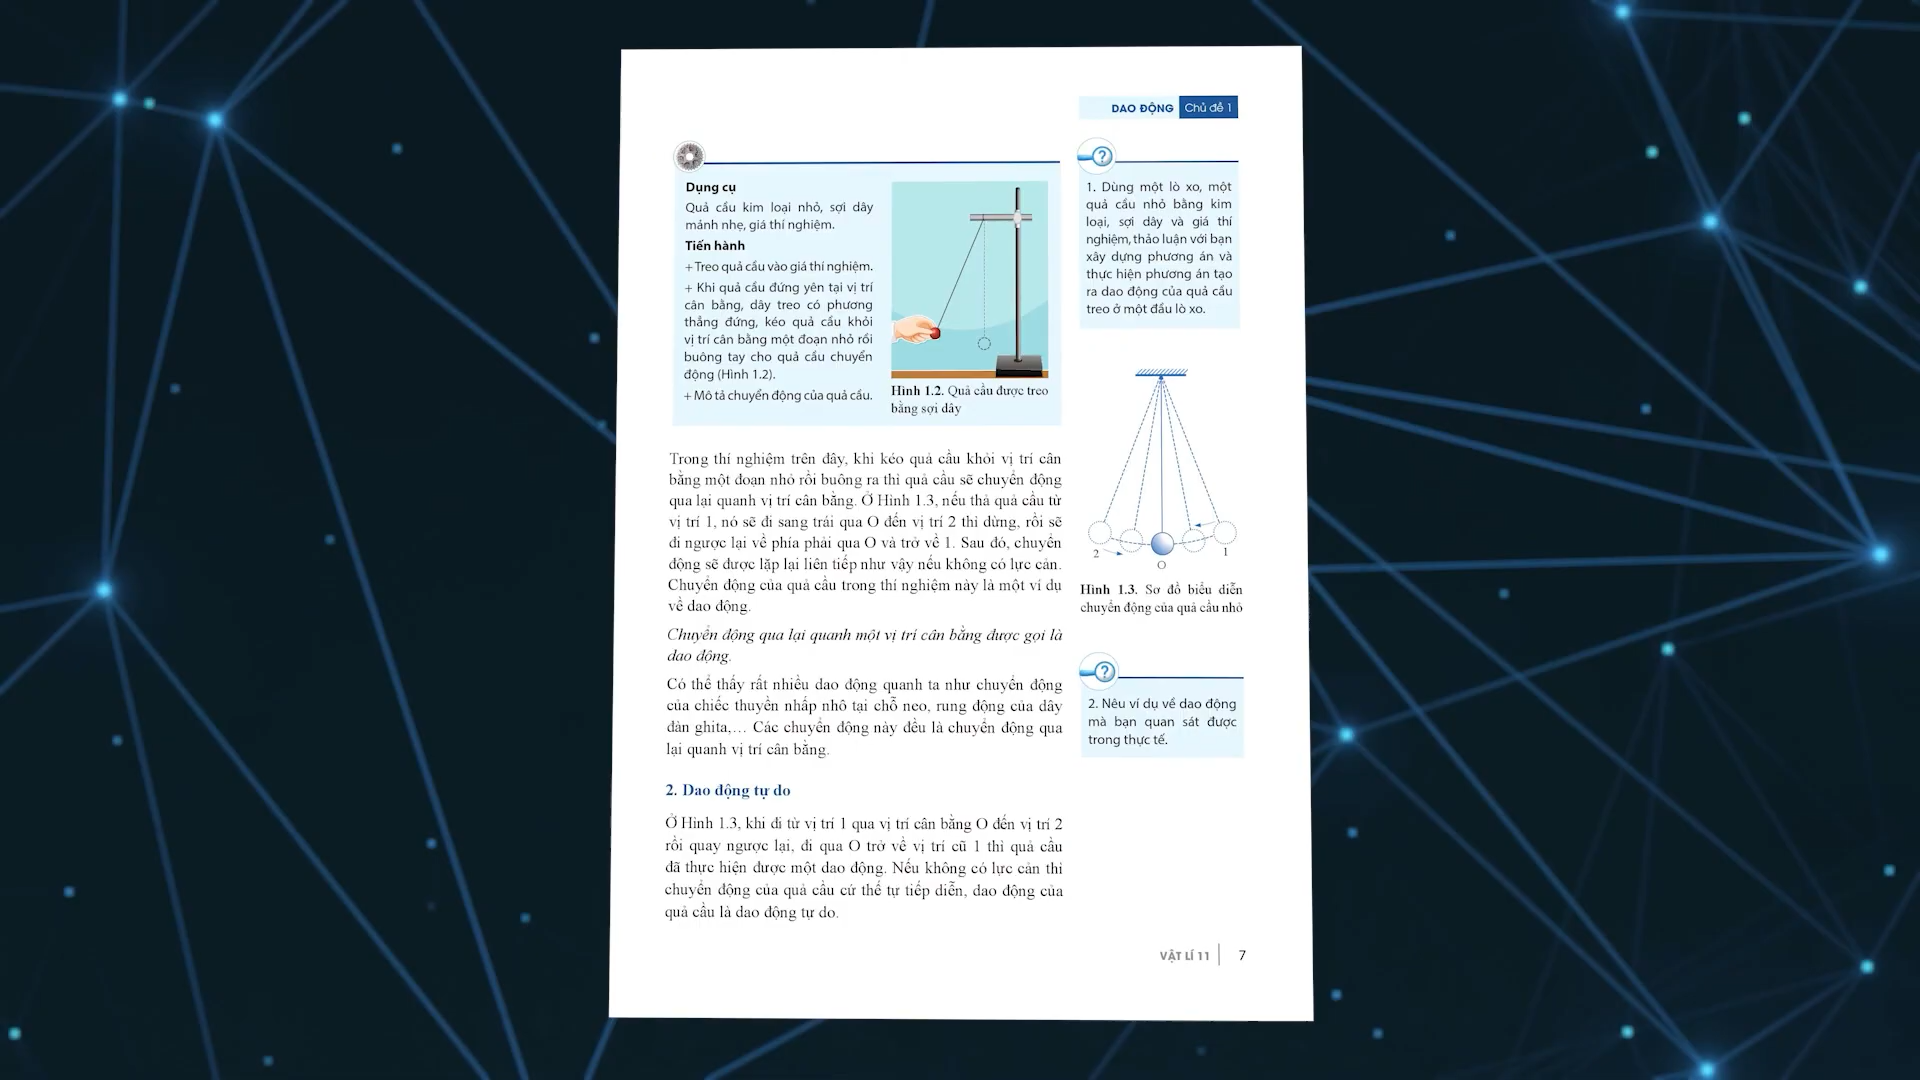 DAO ĐỘNG Chủ đề 1
Dụng cụ
Quả cầu kim loại nhỏ, sợi dây
mảnh nhẹ, giá thí nghiệm.
Tiến hành
+ Treo quả cầu vào giá thí nghiệm.
+ Khi quả cầu đứng yên tại vị trí
cân bằng, dây treo có phương
thẳng đứng, kéo quả cầu khỏi
vị trí cân bằng một đoạn nhỏ rồi
buông tay cho quả cầu chuyển
động (Hình 1.2).
+ Mô tả chuyển động của quả cầu.
Hình 1.2. Quả cầu được treo
bằng sợi dây
Trong thí nghiệm trên đây, khi kéo quả cầu khỏi vị trí cân
bằng một đoạn nhỏ rồi buông ra thì quả cầu sẽ chuyển động
qua lại quanh vị trí cân bằng. Ở Hình 1.3, nếu thả quả cầu từ
vị trí 1, nó sẽ đi sang trái qua O đến vị trí 2 thì dừng, rồi sẽ
đi ngược lại về phía phải qua O và trở về 1. Sau đó, chuyển
động sẽ được lặp lại liên tiếp như vậy nếu không có lực cản.
Chuyển động của quả cầu trong thí nghiệm này là một ví dụ
về dao động.
Chuyển động qua lại quanh một vị trí cân bằng được gọi là
dao động.
Có thể thấy rất nhiều dao động quanh ta như chuyển động
của chiếc thuyền nhấp nhô tại chỗ neo, rung động của dây
đàn ghita,... Các chuyển động này đều là chuyển động qua
lại quanh vị trí cân bằng.
2. Dao động tự do
Ở Hình 1.3, khi đi từ vị trí 1 qua vị trí cân bằng O đến vị trí 2
rồi quay ngược lại, đi qua O trở về vị trí cũ 1 thì quả cầu
đã thực hiện được một dao động. Nếu không có lực cản thì
chuyển động của quả cầu cứ thế tự tiếp diễn, dao động của
quả cầu là dao động tự do.
1. Dùng một lò xo, một
quả cầu nhỏ bằng kim
loại, sợi dây và giá thí
nghiệm, thảo luận với bạn
xây dựng phương án và
thực hiện phương án tạo
ra dao động của quả cầu
treo ở một đầu lò xo.
2 1
O
Hình 1.3. Sơ đồ biểu diễn
chuyển động của quả cầu nhỏ
2. Nêu ví dụ về dao động
mà bạn quan sát được
trong thực tế.
VẬT LÍ 11 7